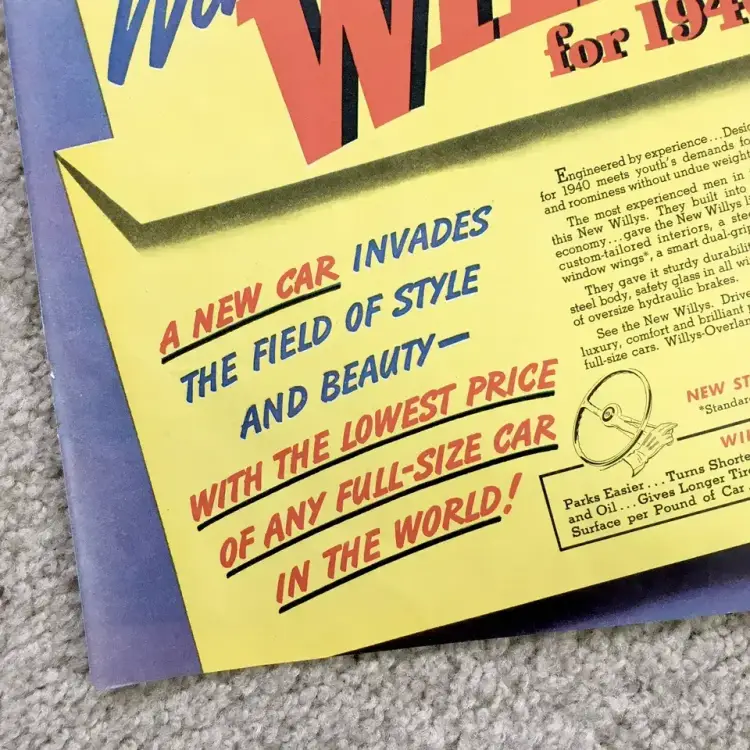 for 194
A NEW CAR INVADES
THE FIELD OF STYLE
AND BEAUTY—
WITH THE LOWEST PRICE
OF ANY FULL-SIZE CAR
IN THE WORLD!
Engineered by experience...Desig
for 1940 meets youth's demands fo
and roominess without undue weight
The most experienced men in
this New Willys. They built into
economy...gave the New Willys li
custom-tailored interiors, a ste
window wings*, a smart dual-grip
They gave it sturdy durabili
steel body, safety glass in all wi
of oversize hydraulic brakes.
See the New Willys. Drive
luxury, comfort and brilliant p
full-size cars. Willys-Overlan
NEW ST
*Standar
WIL
Parks Easier...Turns Shorte
and Oil...Gives Longer Tire
Surface per Pound of Car